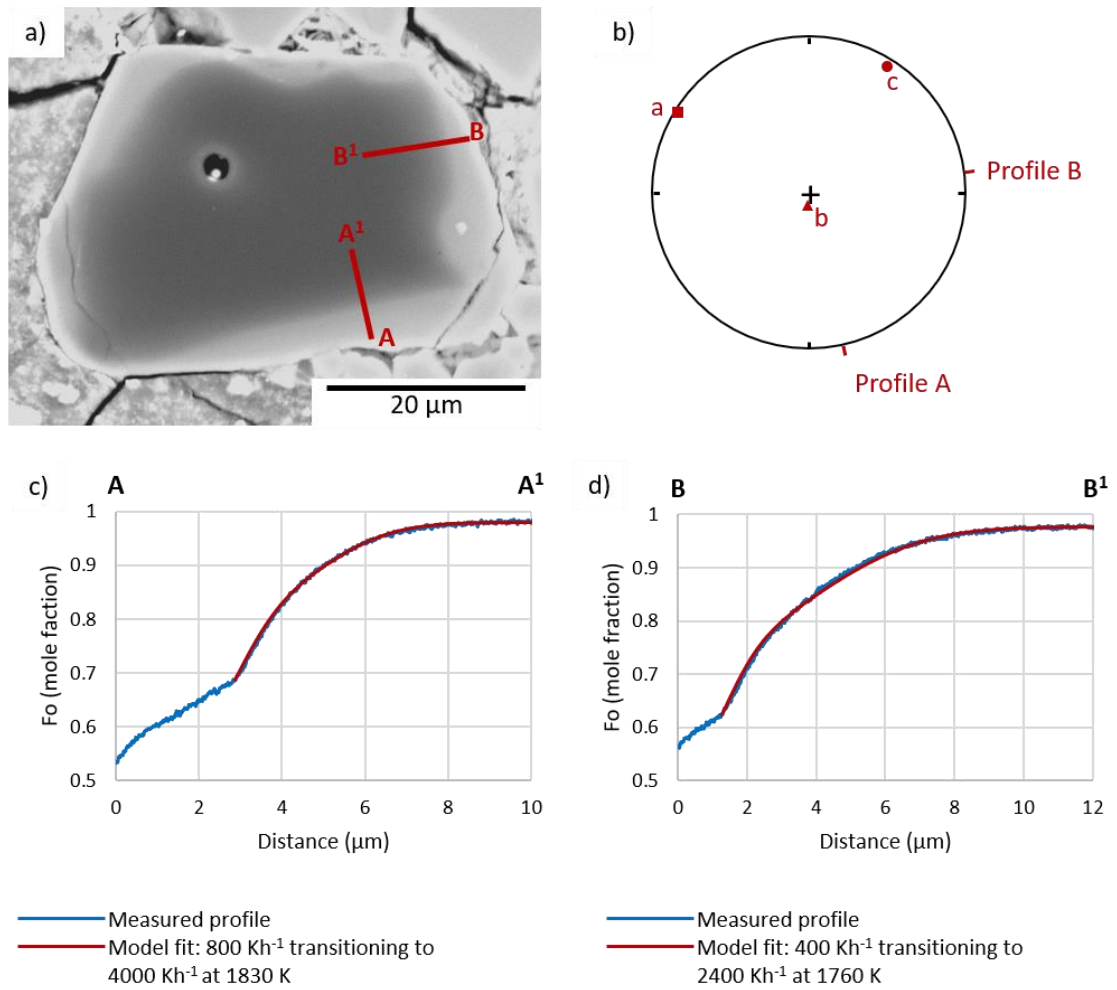 a)
B
B¹
A¹
A
20 µm
b)
c
a
Profile B
b
Profile A
c)
A
A¹
Fo (mole faction)
1
0.9
0.8
0.7
0.6
0.5
0 2 4 6 8 10
Distance (µm)
d)
B
B¹
Fo (mole fraction)
1
0.9
0.8
0.7
0.6
0.5
0 2 4 6 8 10 12
Distance (µm)
Measured profile
Model fit: 800 Kh⁻¹ transitioning to
4000 Kh⁻¹ at 1830 K
Measured profile
Model fit: 400 Kh⁻¹ transitioning to
2400 Kh⁻¹ at 1760 K